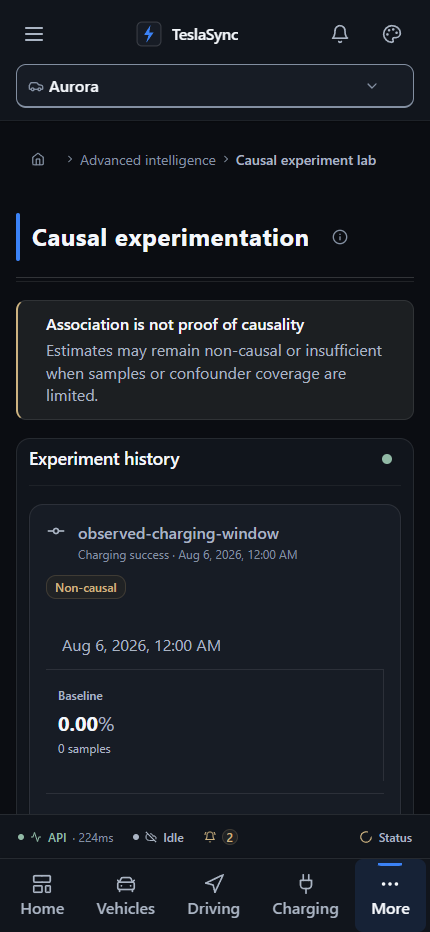 TeslaSync
Aurora
Advanced intelligence
Causal experiment lab
Causal experimentation
Association is not proof of causality
Estimates may remain non-causal or insufficient
when samples or confounder coverage are
limited.
Experiment history
observed-charging-window
Charging success · Aug 6, 2026, 12:00 AM
Non-causal
Aug 6, 2026, 12:00 AM
Baseline
0.00%
0 samples
API · 224ms
Idle
2
Status
Home
Vehicles
Driving
Charging
More